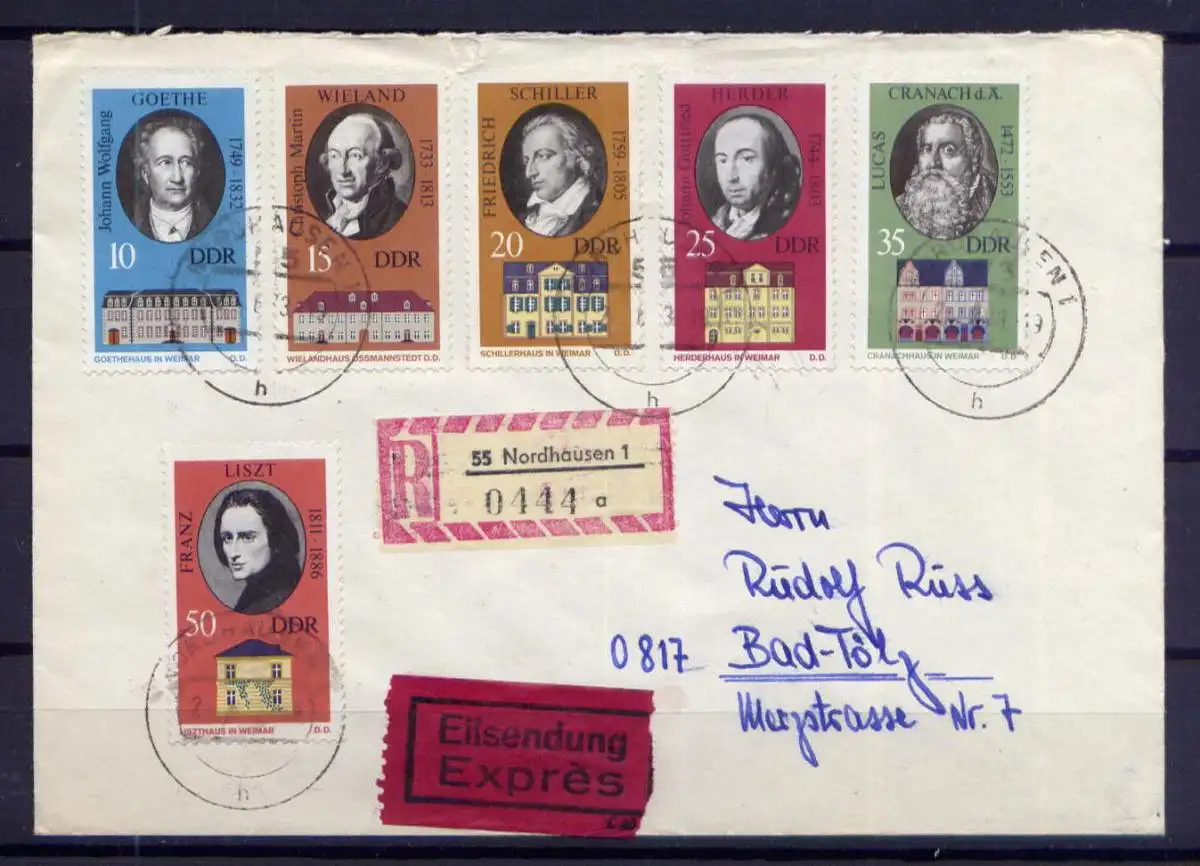 GOETHE
Johann Wolfgang
1749-1832
10 DDR
GOETHEHAUS IN WEIMAR D.D.
WIELAND
Christoph Martin
1733-1813
15 DDR
WIELANDHAUS OSSMANNSTEDT D.D.
SCHILLER
FRIEDRICH
1759-1805
20 DDR
SCHILLERHAUS IN WEIMAR D.D.
HERDER
Johann Gottfried
1744-1803
25 DDR
HERDERHAUS IN WEIMAR D.D.
CRANACH d.Ä.
LUCAS
1472-1553
35 DDR
CRANACHHAUS IN WEIMAR D.D.
h
h
h
R
55 Nordhausen 1
0444 a
LISZT
FRANZ
1811-1886
50 DDR
LISZTHAUS IN WEIMAR D.D.
h
Herrn
Rudolf Russ
0817 Bad-Tölz
Merzstrasse Nr. 7
Eilsendung
Exprès